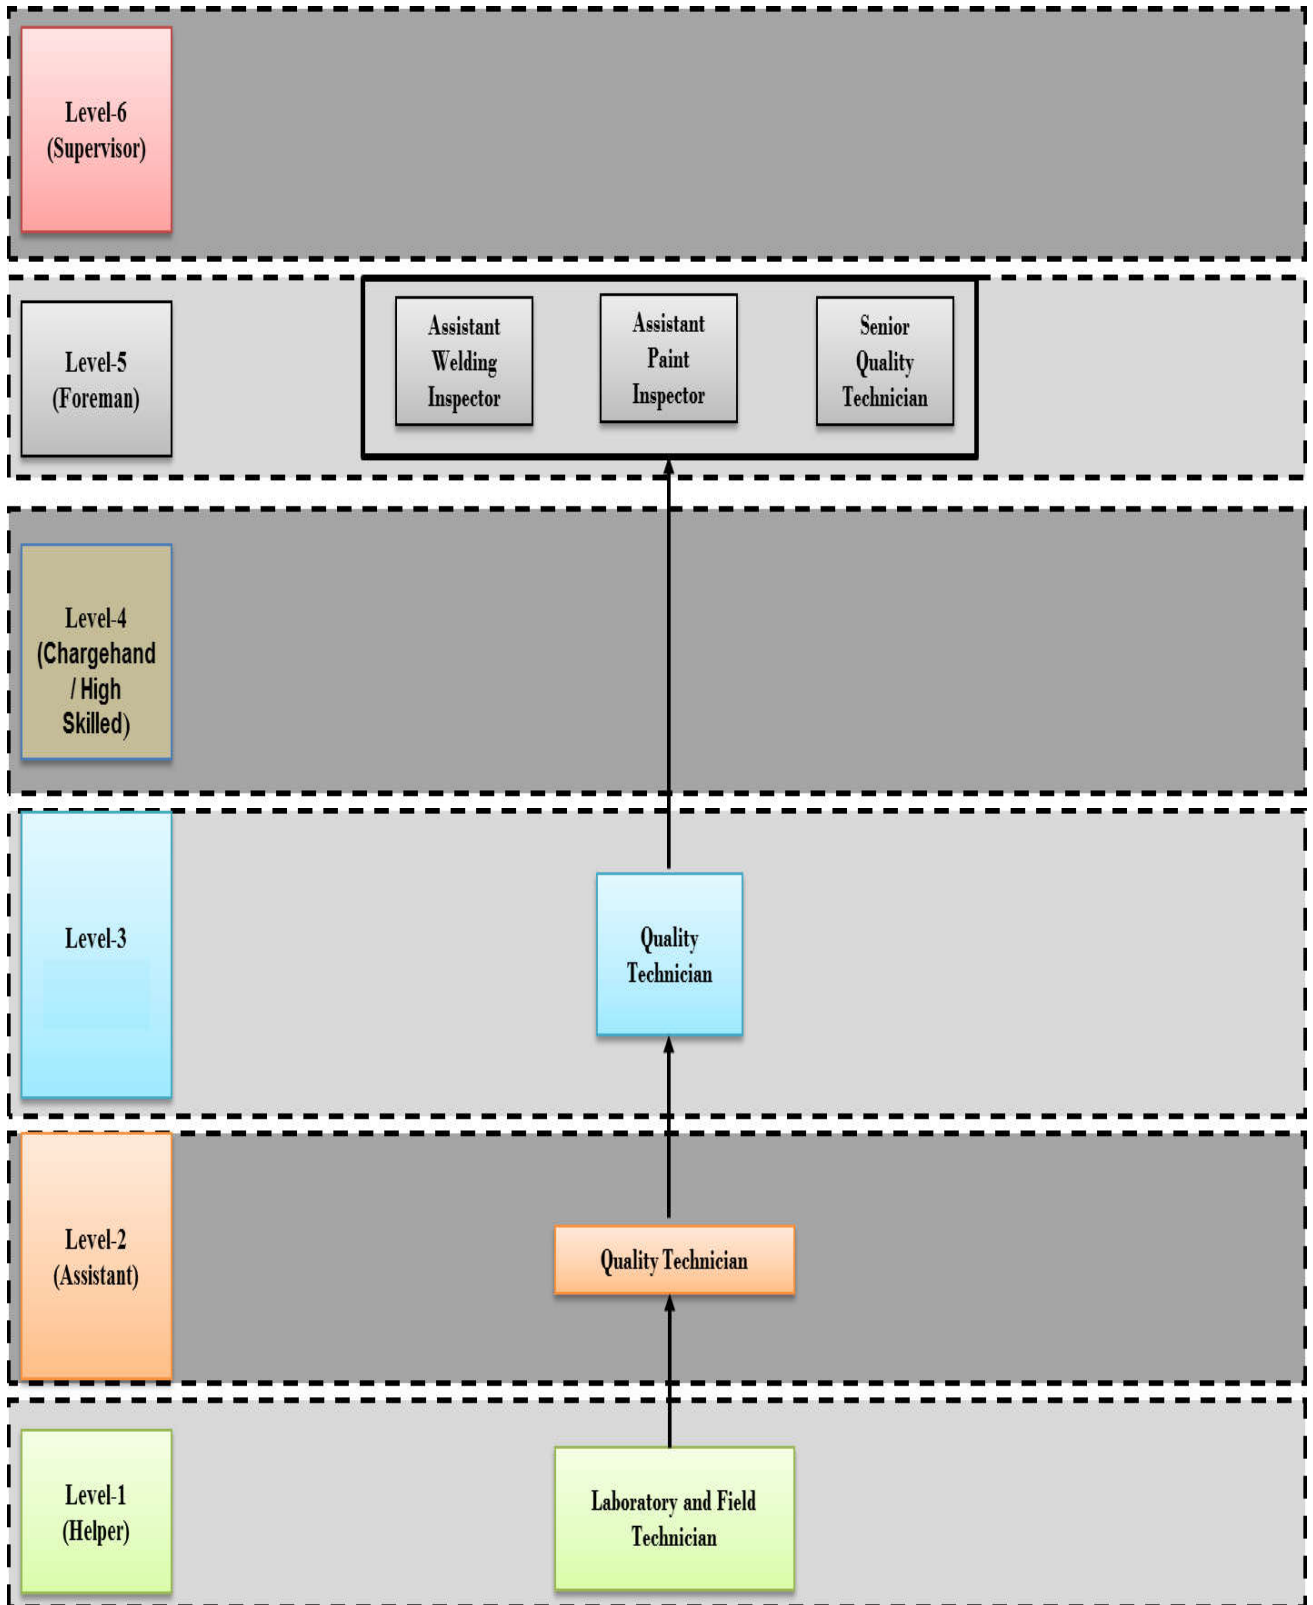 Level-6
(Supervisor)
Level-5
(Foreman)
Assistant
Welding
Inspector
Assistant
Paint
Inspector
Senior
Quality
Technician
Level-4
(Chargehand
/ High
Skilled)
Level-3
Quality
Technician
Level-2
(Assistant)
Quality Technician
Level-1
(Helper)
Laboratory and Field
Technician